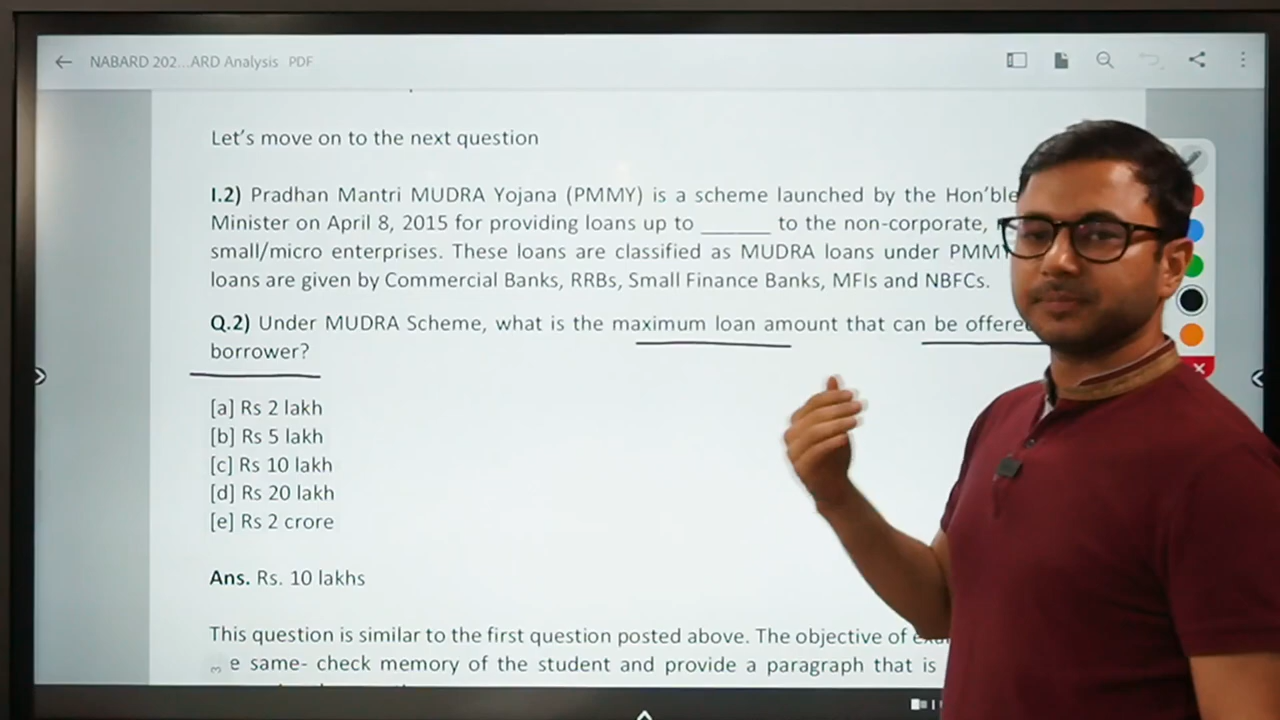 NABARD 202...ARD Analysis PDF
Let's move on to the next question
I.2) Pradhan Mantri MUDRA Yojana (PMMY) is a scheme launched by the Hon'ble
Minister on April 8, 2015 for providing loans up to _______ to the non-corporate,
small/micro enterprises. These loans are classified as MUDRA loans under PMMY
loans are given by Commercial Banks, RRBs, Small Finance Banks, MFIs and NBFCs.
Q.2) Under MUDRA Scheme, what is the maximum loan amount that can be offered
borrower?
[a] Rs 2 lakh
[b] Rs 5 lakh
[c] Rs 10 lakh
[d] Rs 20 lakh
[e] Rs 2 crore
Ans. Rs. 10 lakhs
This question is similar to the first question posted above. The objective of
e same- check memory of the student and provide a paragraph that is